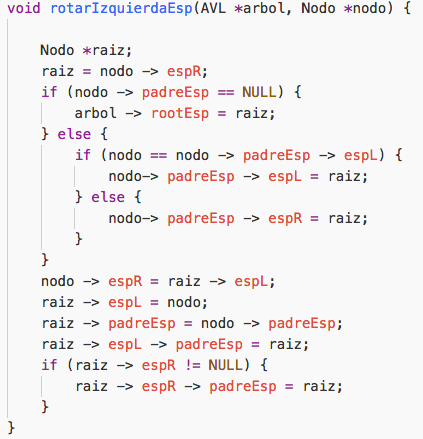 void rotarIzquierdaEsp(AVL *arbol, Nodo *nodo) {

    Nodo *raiz;
    raiz = nodo -> espR;
    if (nodo -> padreEsp == NULL) {
        arbol -> rootEsp = raiz;
    } else {
        if (nodo == nodo -> padreEsp -> espL) {
            nodo-> padreEsp -> espL = raiz;
        } else {
            nodo-> padreEsp -> espR = raiz;
        }
    }
    nodo -> espR = raiz -> espL;
    raiz -> espL = nodo;
    raiz -> padreEsp = nodo -> padreEsp;
    raiz -> espL -> padreEsp = raiz;
    if (raiz -> espR != NULL) {
        raiz -> espR -> padreEsp = raiz;
    }
}